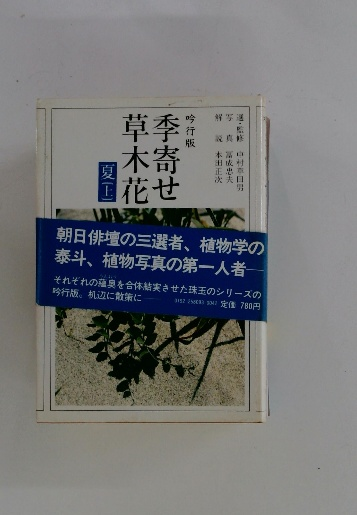 選・監修 中村草田男
写真 冨成忠夫
解説 本田正次
吟行版
季寄せ
草木花
夏[上]
朝日俳壇の三選者、植物学の
泰斗、植物写真の第一人者──
それぞれの蘊奥を合体結実させた珠玉のシリーズの
吟行版。机辺に散策に──
0352-258093-0042 定価 780円